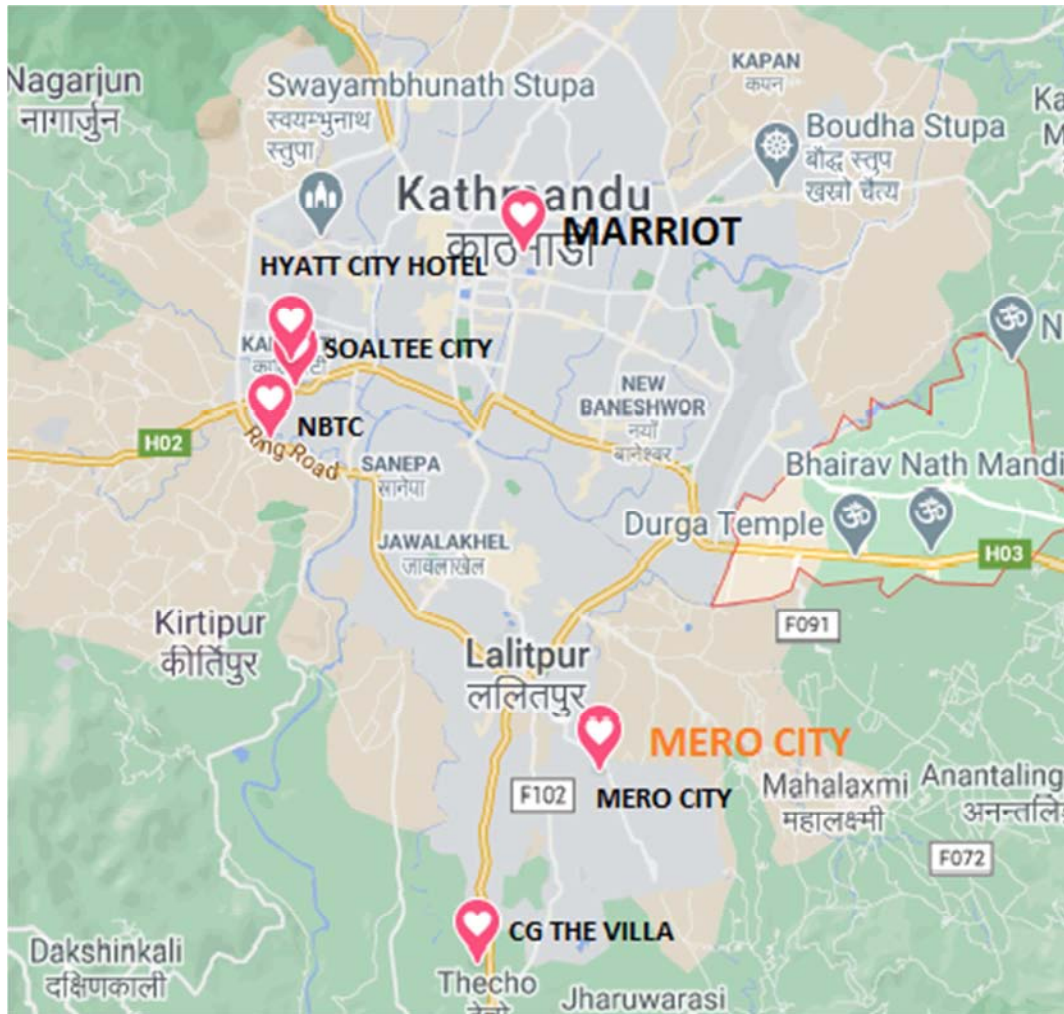 Nagarjun
नागार्जुन
Swayambhunath Stupa
स्वयम्भुनाथ
स्तुपा
KAPAN
कपन
Boudha Stupa
बौद्ध स्तुप
खस्रो चैत्य
Kathmandu
काठमाडौं
MARRIOT
HYATT CITY HOTEL
SOALTEE CITY
NBTC
H02
Ring Road
SANEPA
सानेपा
NEW
BANESHWOR
नयाँ
बानेश्वर
Bhairav Nath Mandi
Durga Temple
H03
JAWALAKHEL
जावलाखेल
F091
Kirtipur
कीर्तिपुर
Lalitpur
ललितपुर
MERO CITY
F102
MERO CITY
Mahalaxmi
महालक्ष्मी
Anantaling
F072
CG THE VILLA
Dakshinkali
दक्षिणकाली
Thecho
Jharuwarasi